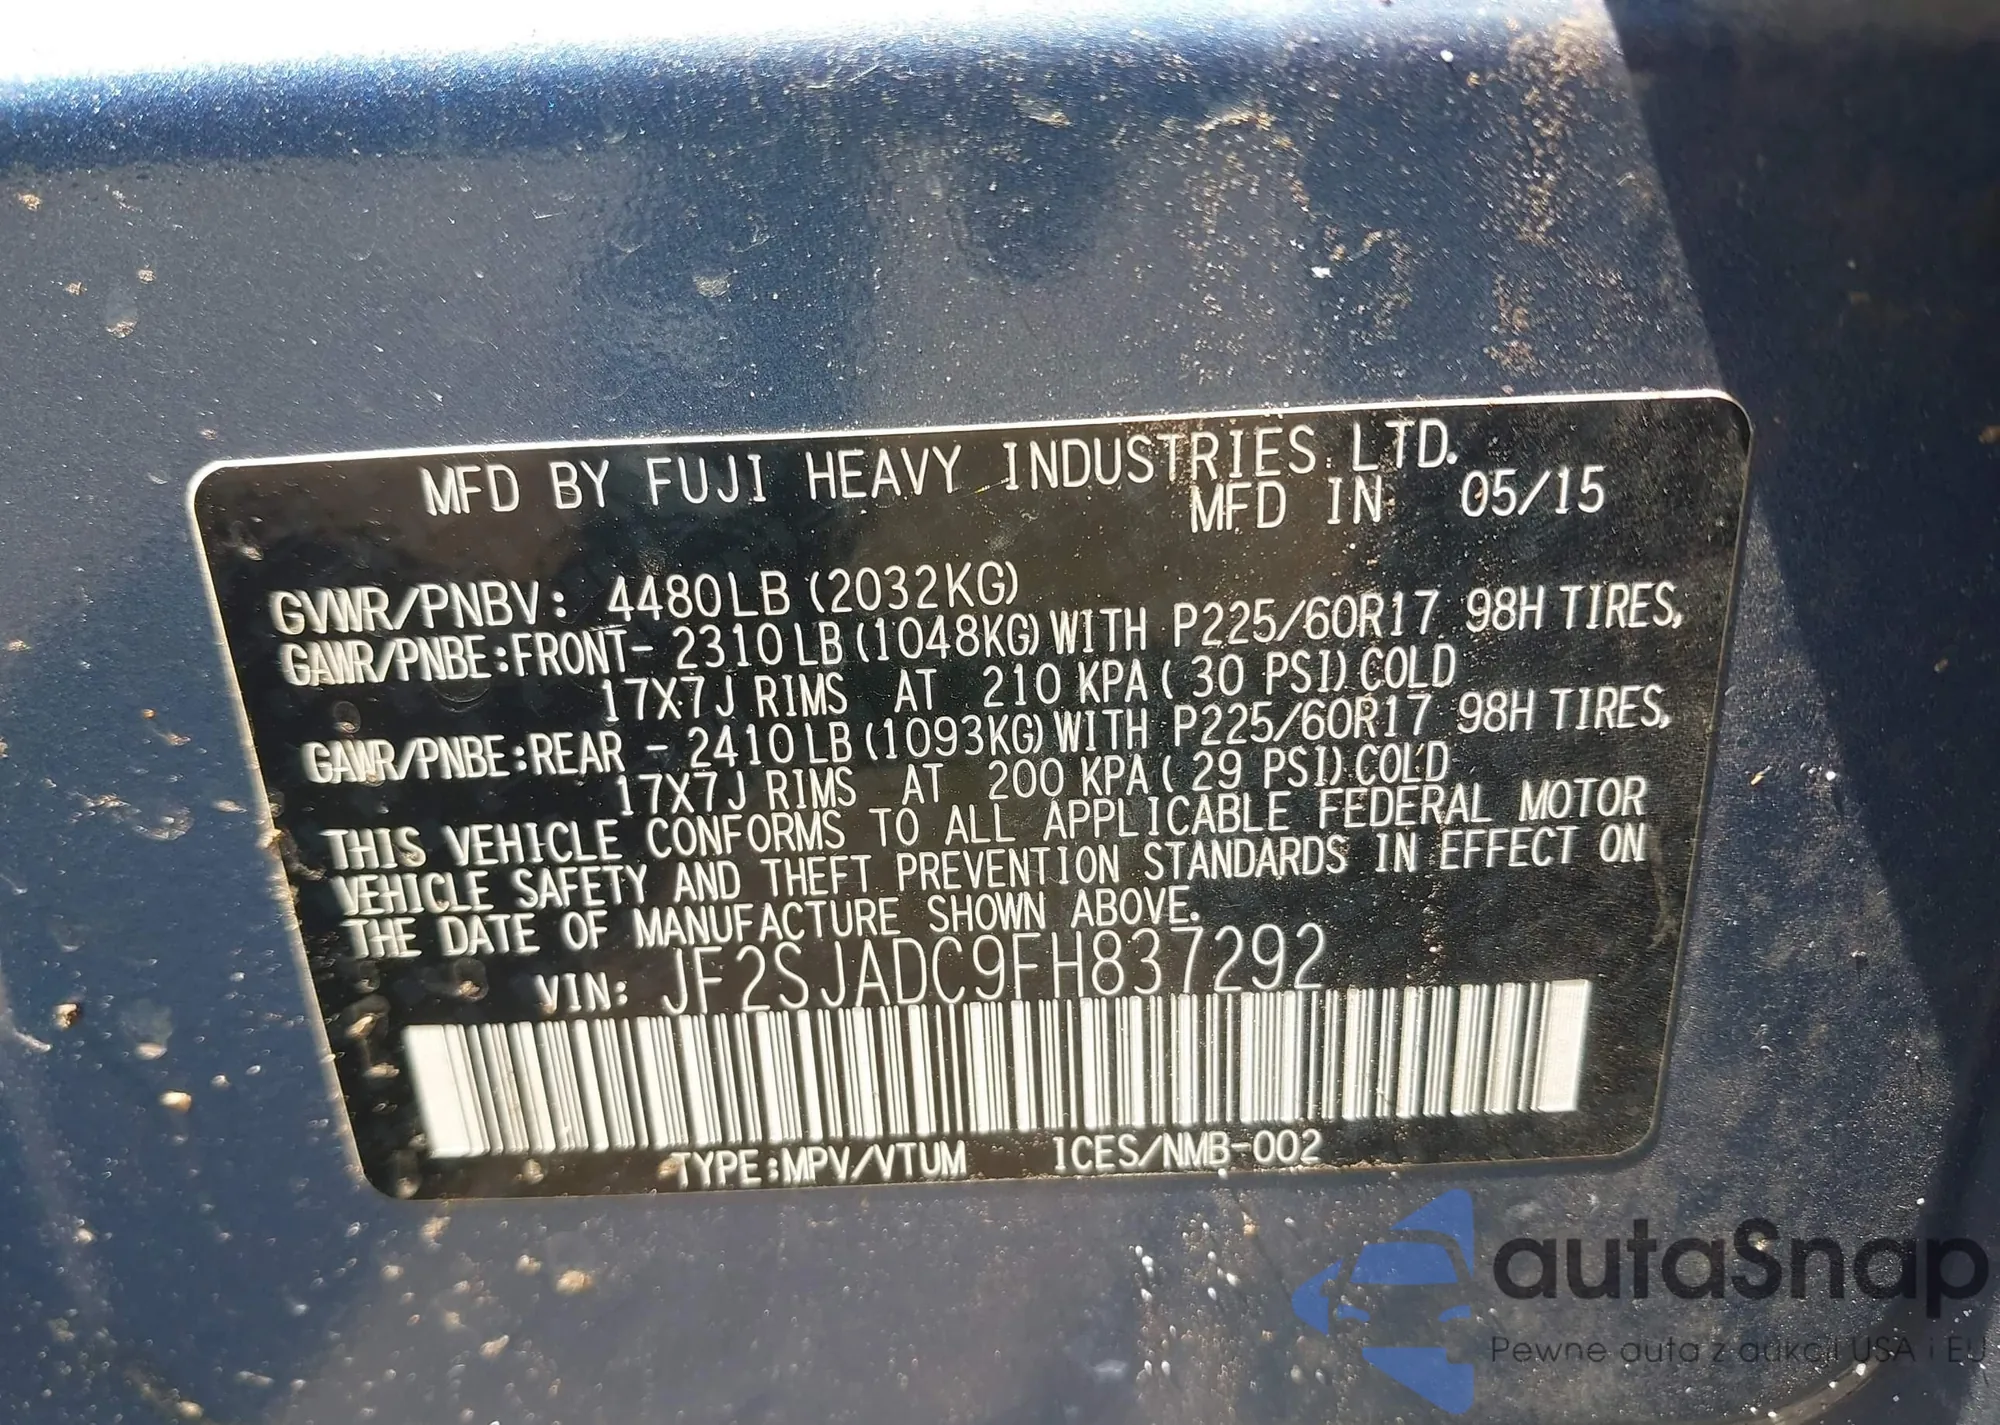 MFD BY FUJI HEAVY INDUSTRIES LTD.
MFD IN 05/15
GVWR/PNBV: 4480LB (2032KG)
GAWR/PNBE:FRONT- 2310LB (1048KG) WITH P225/60R17 98H TIRES,
17X7J RIMS AT 210 KPA ( 30 PSI) COLD
GAWR/PNBE:REAR - 2410LB (1093KG) WITH P225/60R17 98H TIRES,
17X7J RIMS AT 200 KPA ( 29 PSI) COLD
THIS VEHICLE CONFORMS TO ALL APPLICABLE FEDERAL MOTOR
VEHICLE SAFETY AND THEFT PREVENTION STANDARDS IN EFFECT ON
THE DATE OF MANUFACTURE SHOWN ABOVE.
VIN: JF2SJADC9FH837292
TYPE:MPV/VTUM ICES/NMB-002
autaSnap
Pewne auta z aukcji USA i EU